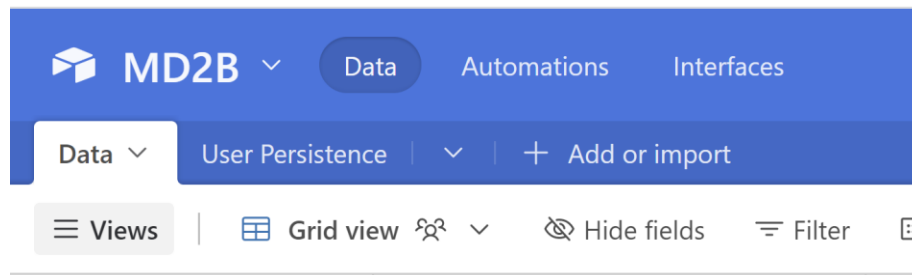 MD2B Data Automations Interfaces
Data User Persistence Add or import
Views Grid view Hide fields Filter